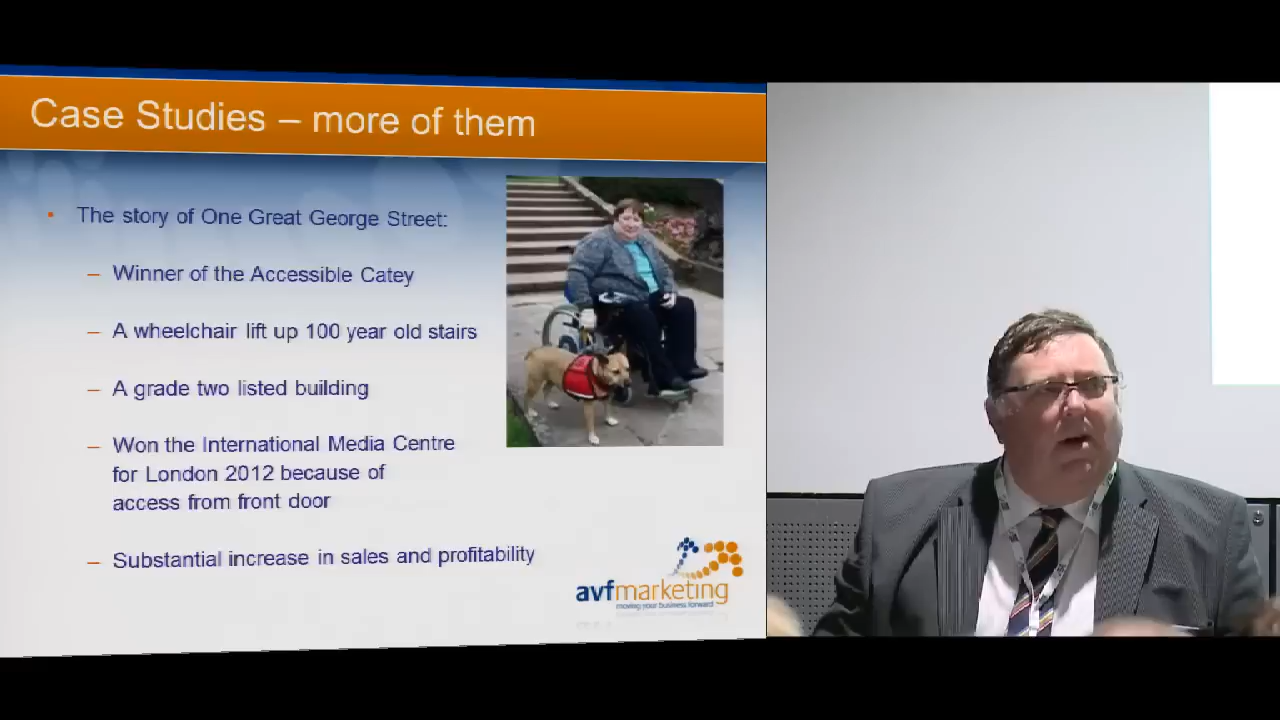 Case Studies – more of them
• The story of One Great George Street:
– Winner of the Accessible Catey
– A wheelchair lift up 100 year old stairs
– A grade two listed building
– Won the International Media Centre
for London 2012 because of
access from front door
– Substantial increase in sales and profitability
avfmarketing
moving your business forward